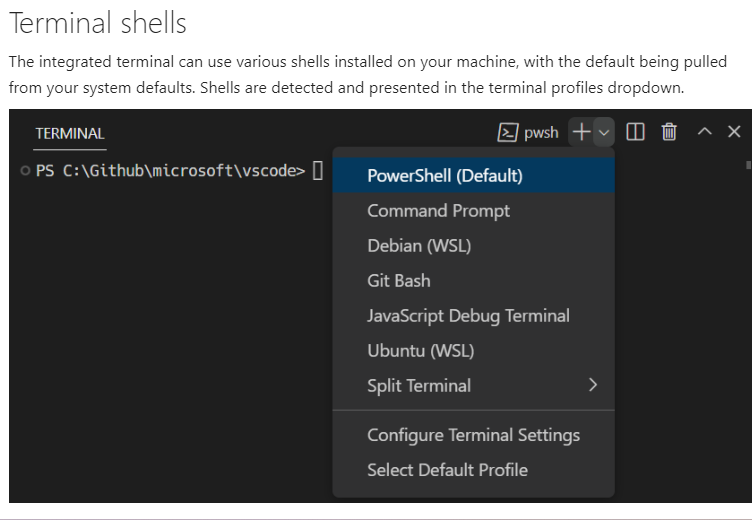 Terminal shells
The integrated terminal can use various shells installed on your machine, with the default being pulled
from your system defaults. Shells are detected and presented in the terminal profiles dropdown.
TERMINAL
pwsh
PS C:\Github\microsoft\vscode>
PowerShell (Default)
Command Prompt
Debian (WSL)
Git Bash
JavaScript Debug Terminal
Ubuntu (WSL)
Split Terminal
Configure Terminal Settings
Select Default Profile